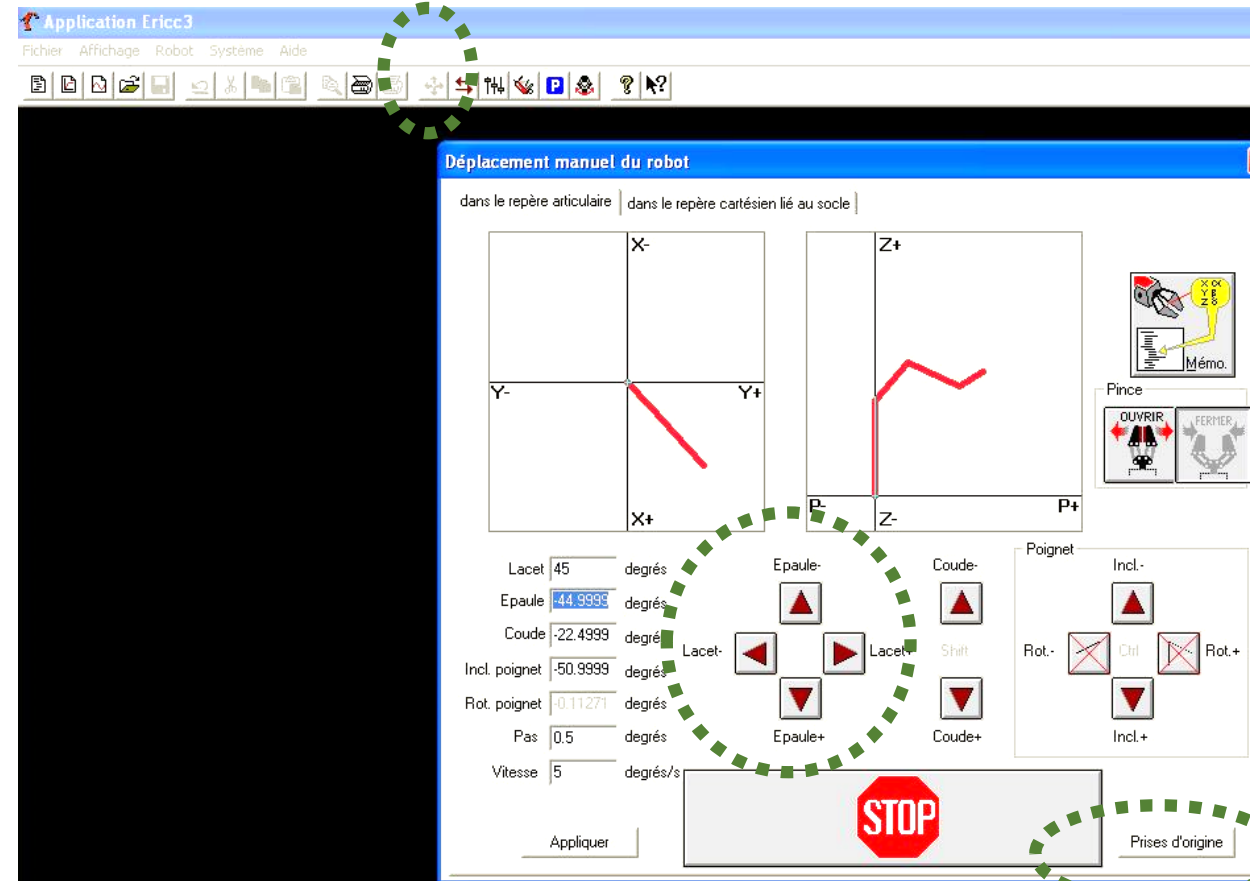 Application Ericc3
Fichier Affichage Robot Système Aide
P ? ?
Déplacement manuel du robot
dans le repère articulaire dans le repère cartésien lié au socle
X-
Y- Y+
X+
Z+
P- P+
Z-
X α
Y β
Z δ
Mémo.
Pince
OUVRIR FERMER
Lacet 45 degrés
Epaule -44.9999 degrés
Coude -22.4999 degrés
Incl. poignet -50.9999 degrés
Rot. poignet -0.11271 degrés
Pas 0.5 degrés
Vitesse 5 degrés/s
Epaule-
Lacet- Lacet+
Epaule+
Coude-
Shift
Coude+
Poignet
Incl.-
Rot.- Ctrl Rot.+
Incl.+
Appliquer
STOP
Prises d'origine